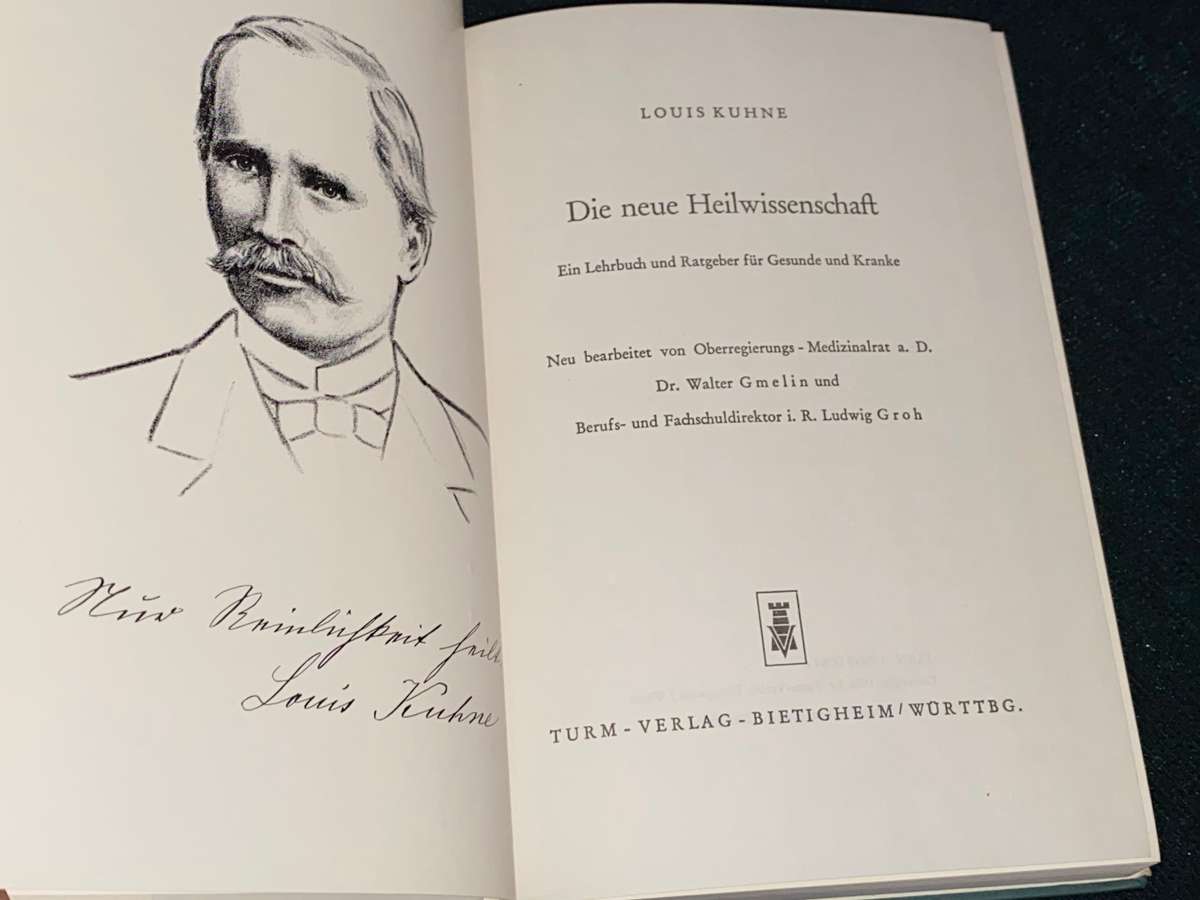 Nur Reinlichkeit heilt
Louis Kuhne
LOUIS KUHNE
Die neue Heilwissenschaft
Ein Lehrbuch und Ratgeber für Gesunde und Kranke
Neu bearbeitet von Oberregierungs-Medizinalrat a. D.
Dr. Walter Gmelin und
Berufs- und Fachschuldirektor i. R. Ludwig Groh
TURM-VERLAG-BIETIGHEIM/WÜRTTBG.